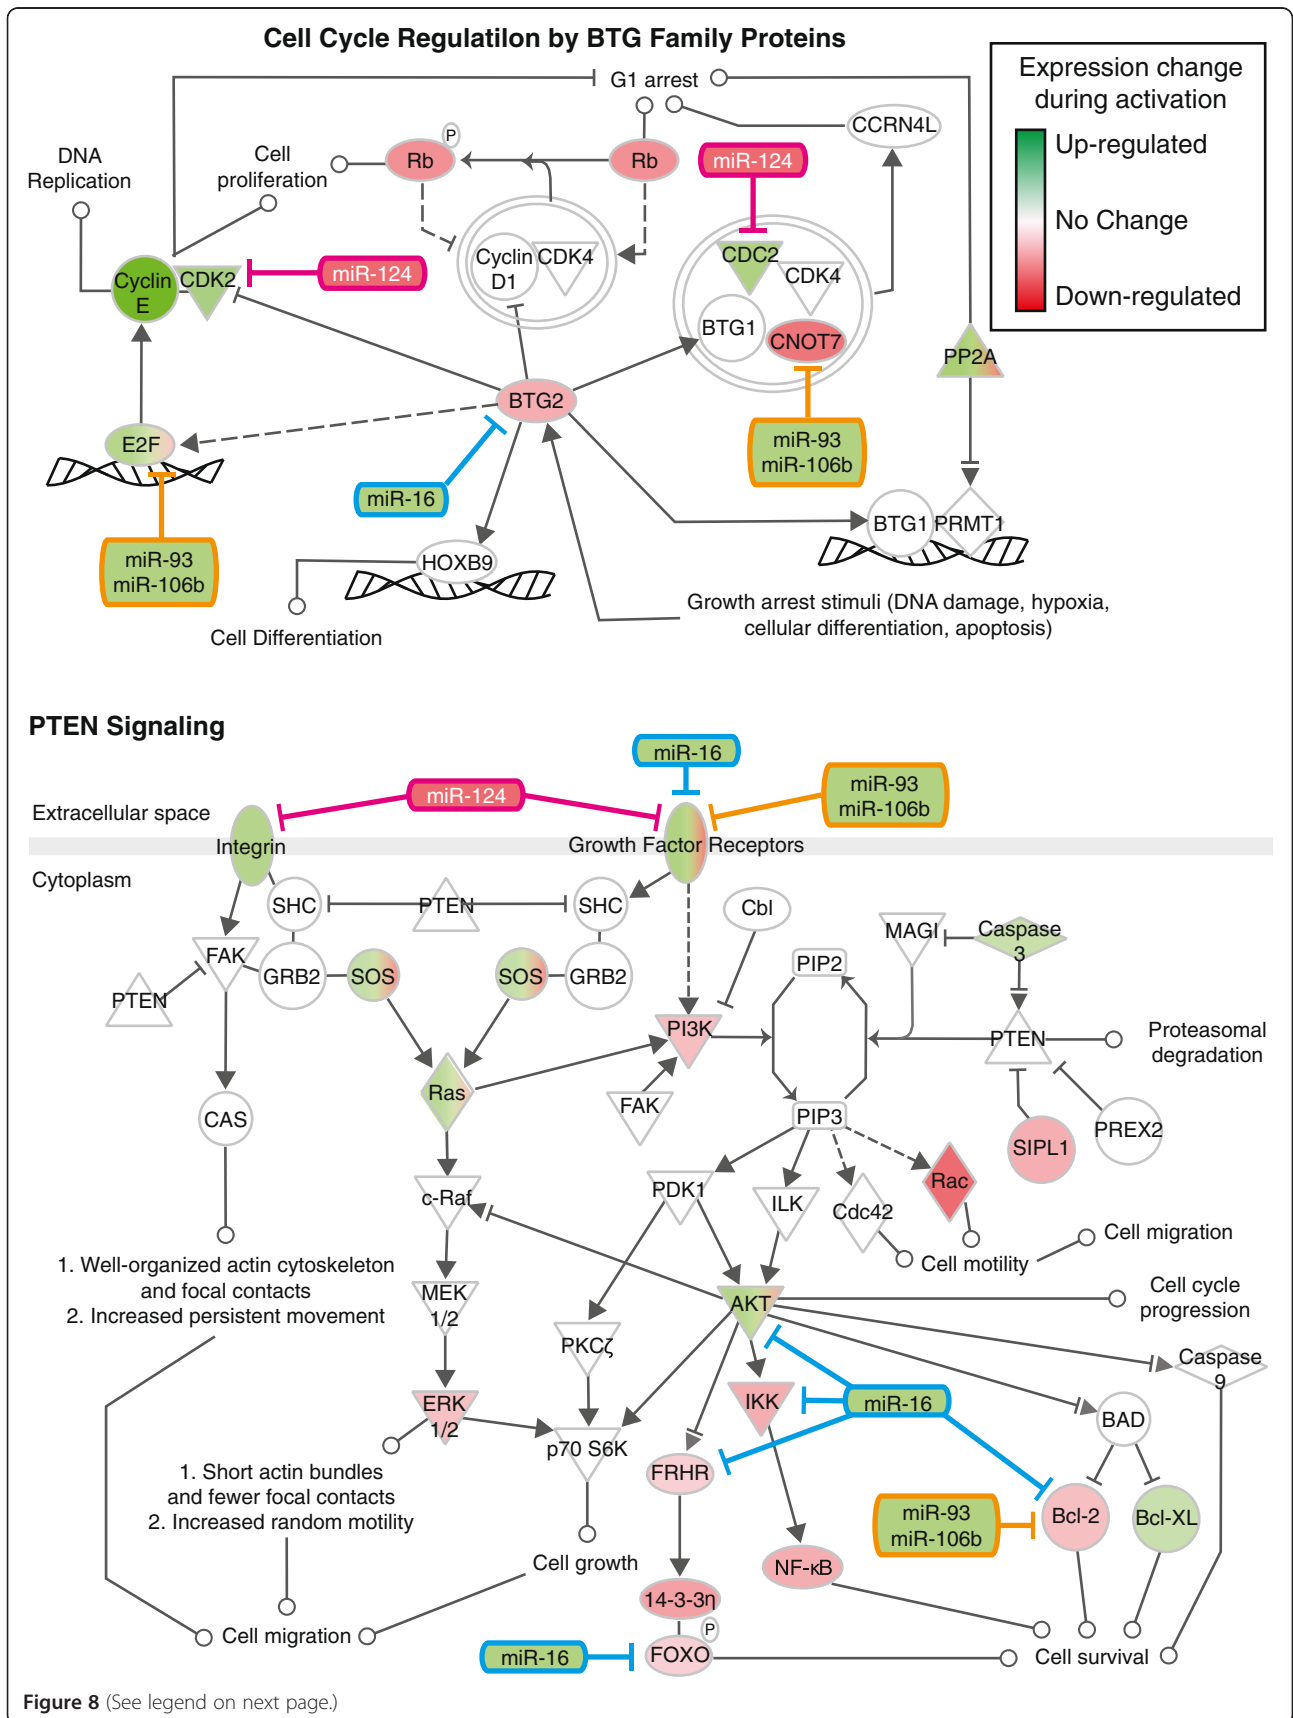 Cell Cycle Regulatilon by BTG Family Proteins
Expression change
during activation
Up-regulated
No Change
Down-regulated
G1 arrest
DNA
Replication
Cell
proliferation
Rb
P
Rb
miR-124
CCRN4L
Cyclin
E
CDK2
miR-124
Cyclin
D1
CDK4
CDC2
CDK4
BTG1
CNOT7
PP2A
BTG2
E2F
miR-93
miR-106b
miR-16
miR-93
miR-106b
BTG1
PRMT1
HOXB9
Cell Differentiation
Growth arrest stimuli (DNA damage, hypoxia,
cellular differentiation, apoptosis)
PTEN Signaling
miR-16
miR-124
miR-93
miR-106b
Extracellular space
Integrin
Growth Factor Receptors
Cytoplasm
SHC
PTEN
SHC
Cbl
MAGI
Caspase
3
FAK
GRB2
SOS
SOS
GRB2
PIP2
PTEN
PI3K
PTEN
Proteasomal
degradation
Ras
FAK
PIP3
CAS
SIPL1
PREX2
c-Raf
PDK1
ILK
Cdc42
Rac
Cell migration
Cell motility
1. Well-organized actin cytoskeleton
and focal contacts
2. Increased persistent movement
MEK
1/2
AKT
Cell cycle
progression
PKCζ
Caspase
9
ERK
1/2
IKK
miR-16
BAD
p70 S6K
FRHR
1. Short actin bundles
and fewer focal contacts
2. Increased random motility
miR-93
miR-106b
Bcl-2
Bcl-XL
Cell growth
NF-κB
14-3-3η
P
Cell migration
miR-16
FOXO
Cell survival
Figure 8 (See legend on next page.)